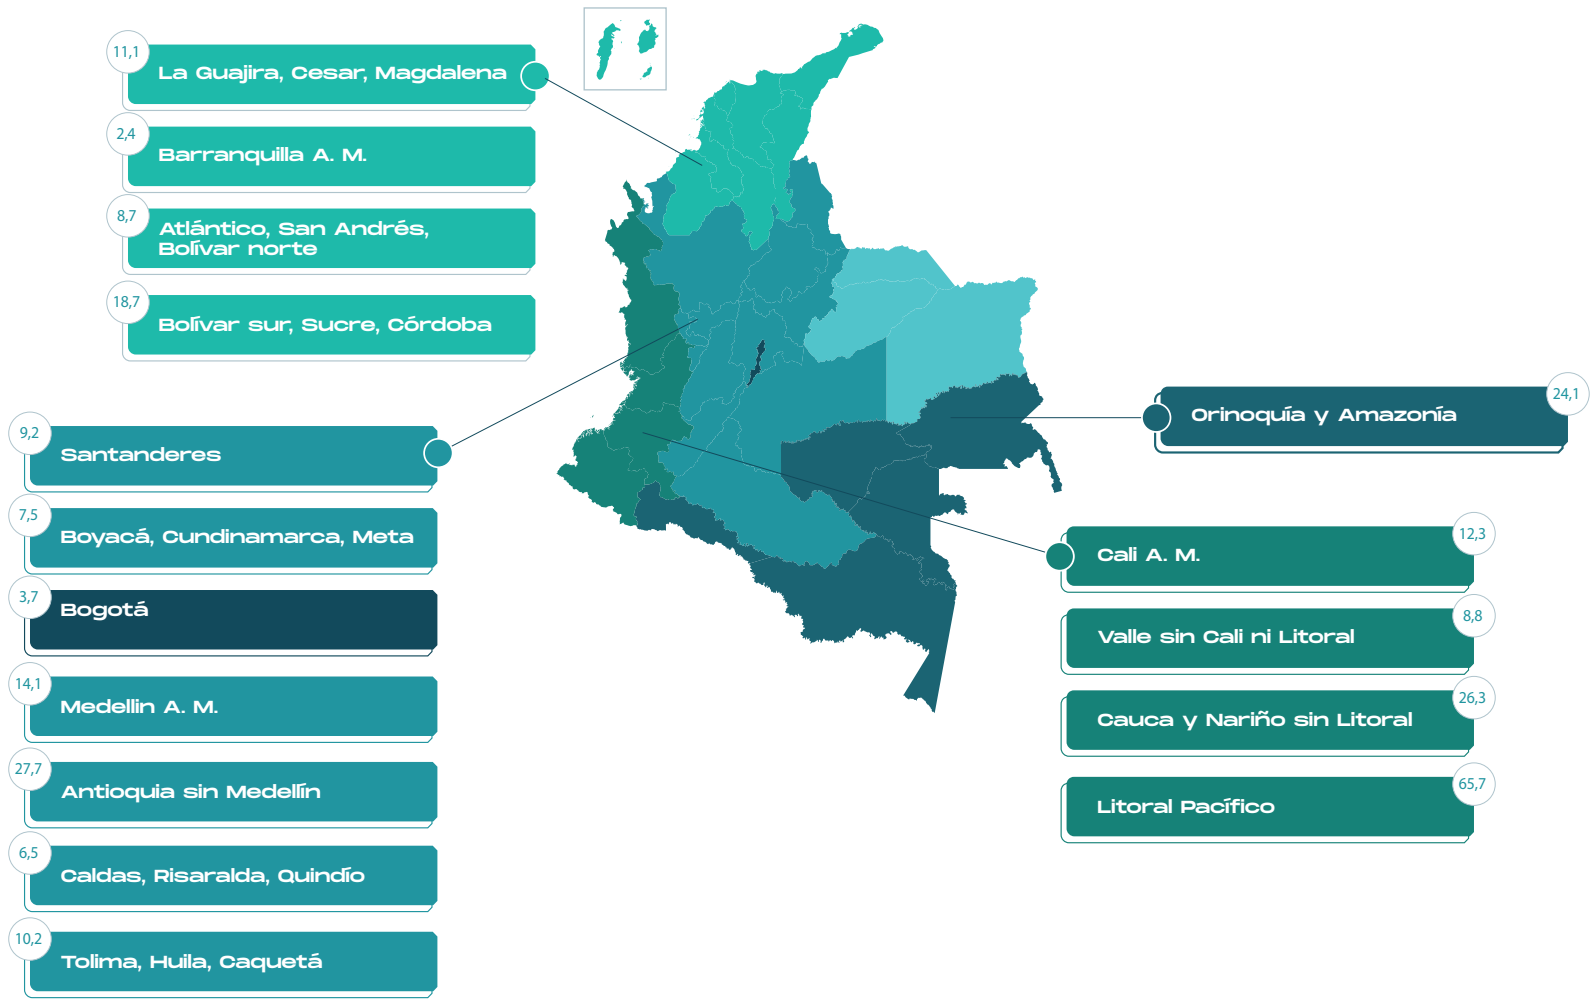 11,1
La Guajira, Cesar, Magdalena
2,4
Barranquilla A. M.
8,7
Atlántico, San Andrés,
Bolívar norte
18,7
Bolívar sur, Sucre, Córdoba
9,2
Santanderes
7,5
Boyacá, Cundinamarca, Meta
3,7
Bogotá
14,1
Medellin A. M.
27,7
Antioquia sin Medellín
6,5
Caldas, Risaralda, Quindío
10,2
Tolima, Huila, Caquetá
24,1
Orinoquía y Amazonía
12,3
Cali A. M.
8,8
Valle sin Cali ni Litoral
26,3
Cauca y Nariño sin Litoral
65,7
Litoral Pacífico